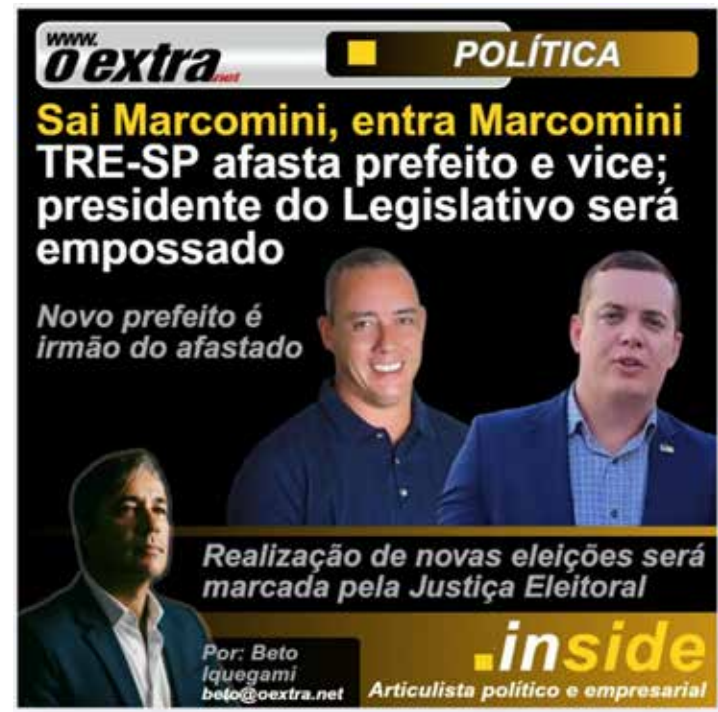 www.
o extra.net
POLÍTICA
Sai Marcomini, entra Marcomini
TRE-SP afasta prefeito e vice;
presidente do Legislativo será
empossado
Novo prefeito é
irmão do afastado
Realização de novas eleições será
marcada pela Justiça Eleitoral
Por: Beto
Iquegami
beto@oextra.net
.inside
Articulista político e empresarial